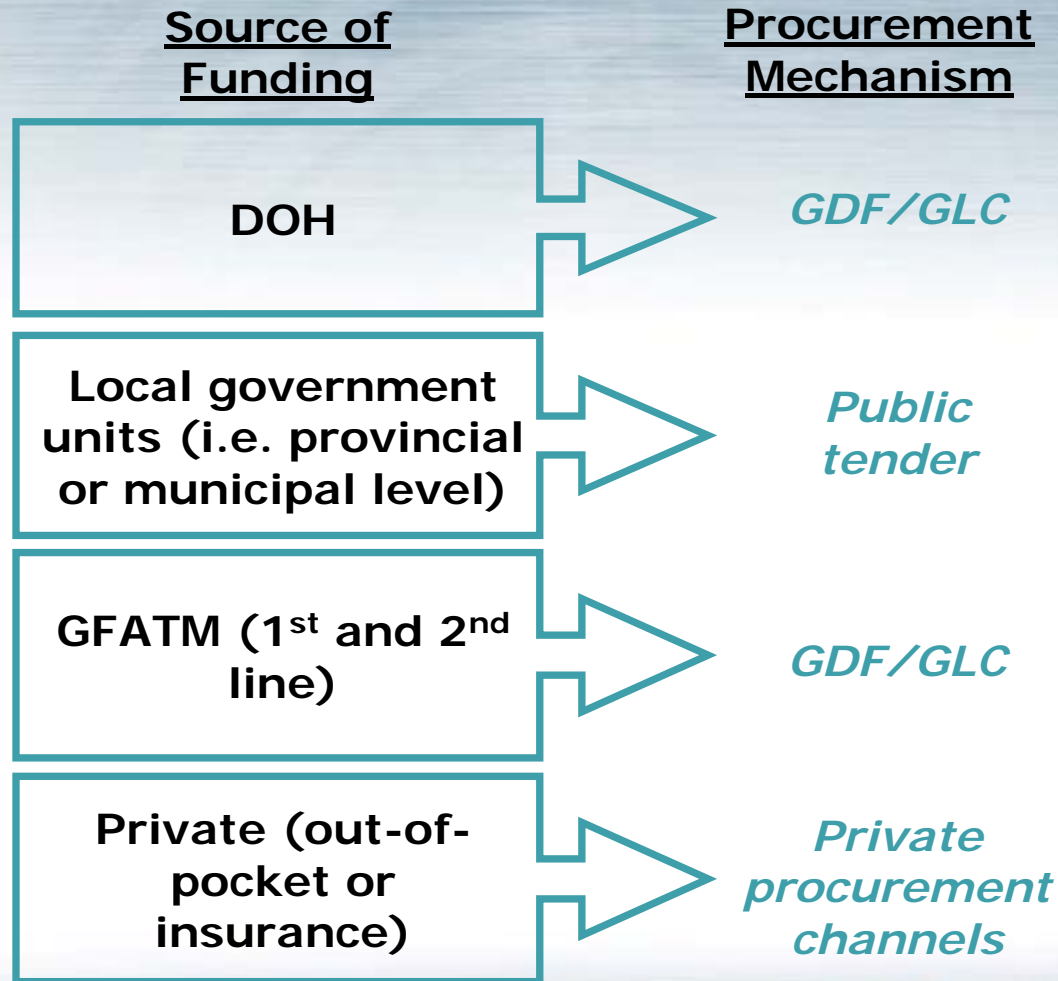 Source of
Funding
Procurement
Mechanism
DOH
GDF/GLC
Local government
units (i.e. provincial
or municipal level)
Public
tender
GFATM (1st and 2nd
line)
GDF/GLC
Private (out-of-
pocket or
insurance)
Private
procurement
channels